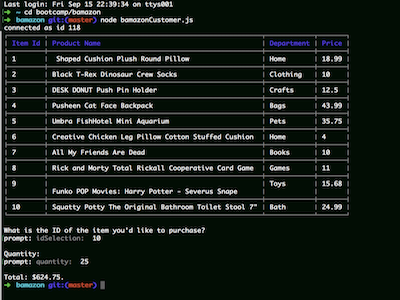 Last login: Fri Sep 15 22:39:34 on ttys001
➜ ~ cd bootcamp/bamazon
➜ bamazon git:(master) node bamazonCustomer.js
connected as id 118
Item Id Product Name Department Price
1 Shaped Cushion Plush Round Pillow Home 18.99
2 Black T-Rex Dinosaur Crew Socks Clothing 10
3 DESK DONUT Push Pin Holder Crafts 12.5
4 Pusheen Cat Face Backpack Bags 43.99
5 Umbra FishHotel Mini Aquarium Pets 35.75
6 Creative Chicken Leg Pillow Cotton Stuffed Cushion Home 4
7 All My Friends Are Dead Books 10
8 Rick and Morty Total Rickall Cooperative Card Game Games 11
9 Toys 15.68
Funko POP Movies: Harry Potter - Severus Snape
10 Squatty Potty The Original Bathroom Toilet Stool 7" Bath 24.99
What is the ID of the item you'd like to purchase?
prompt: idSelection: 10
Quantity:
prompt: quantity: 25
Total: $624.75.
➜ bamazon git:(master)